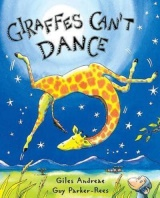 GIRAFFES CAN'T
DANCE
Giles Andreae
Guy Parker-Rees